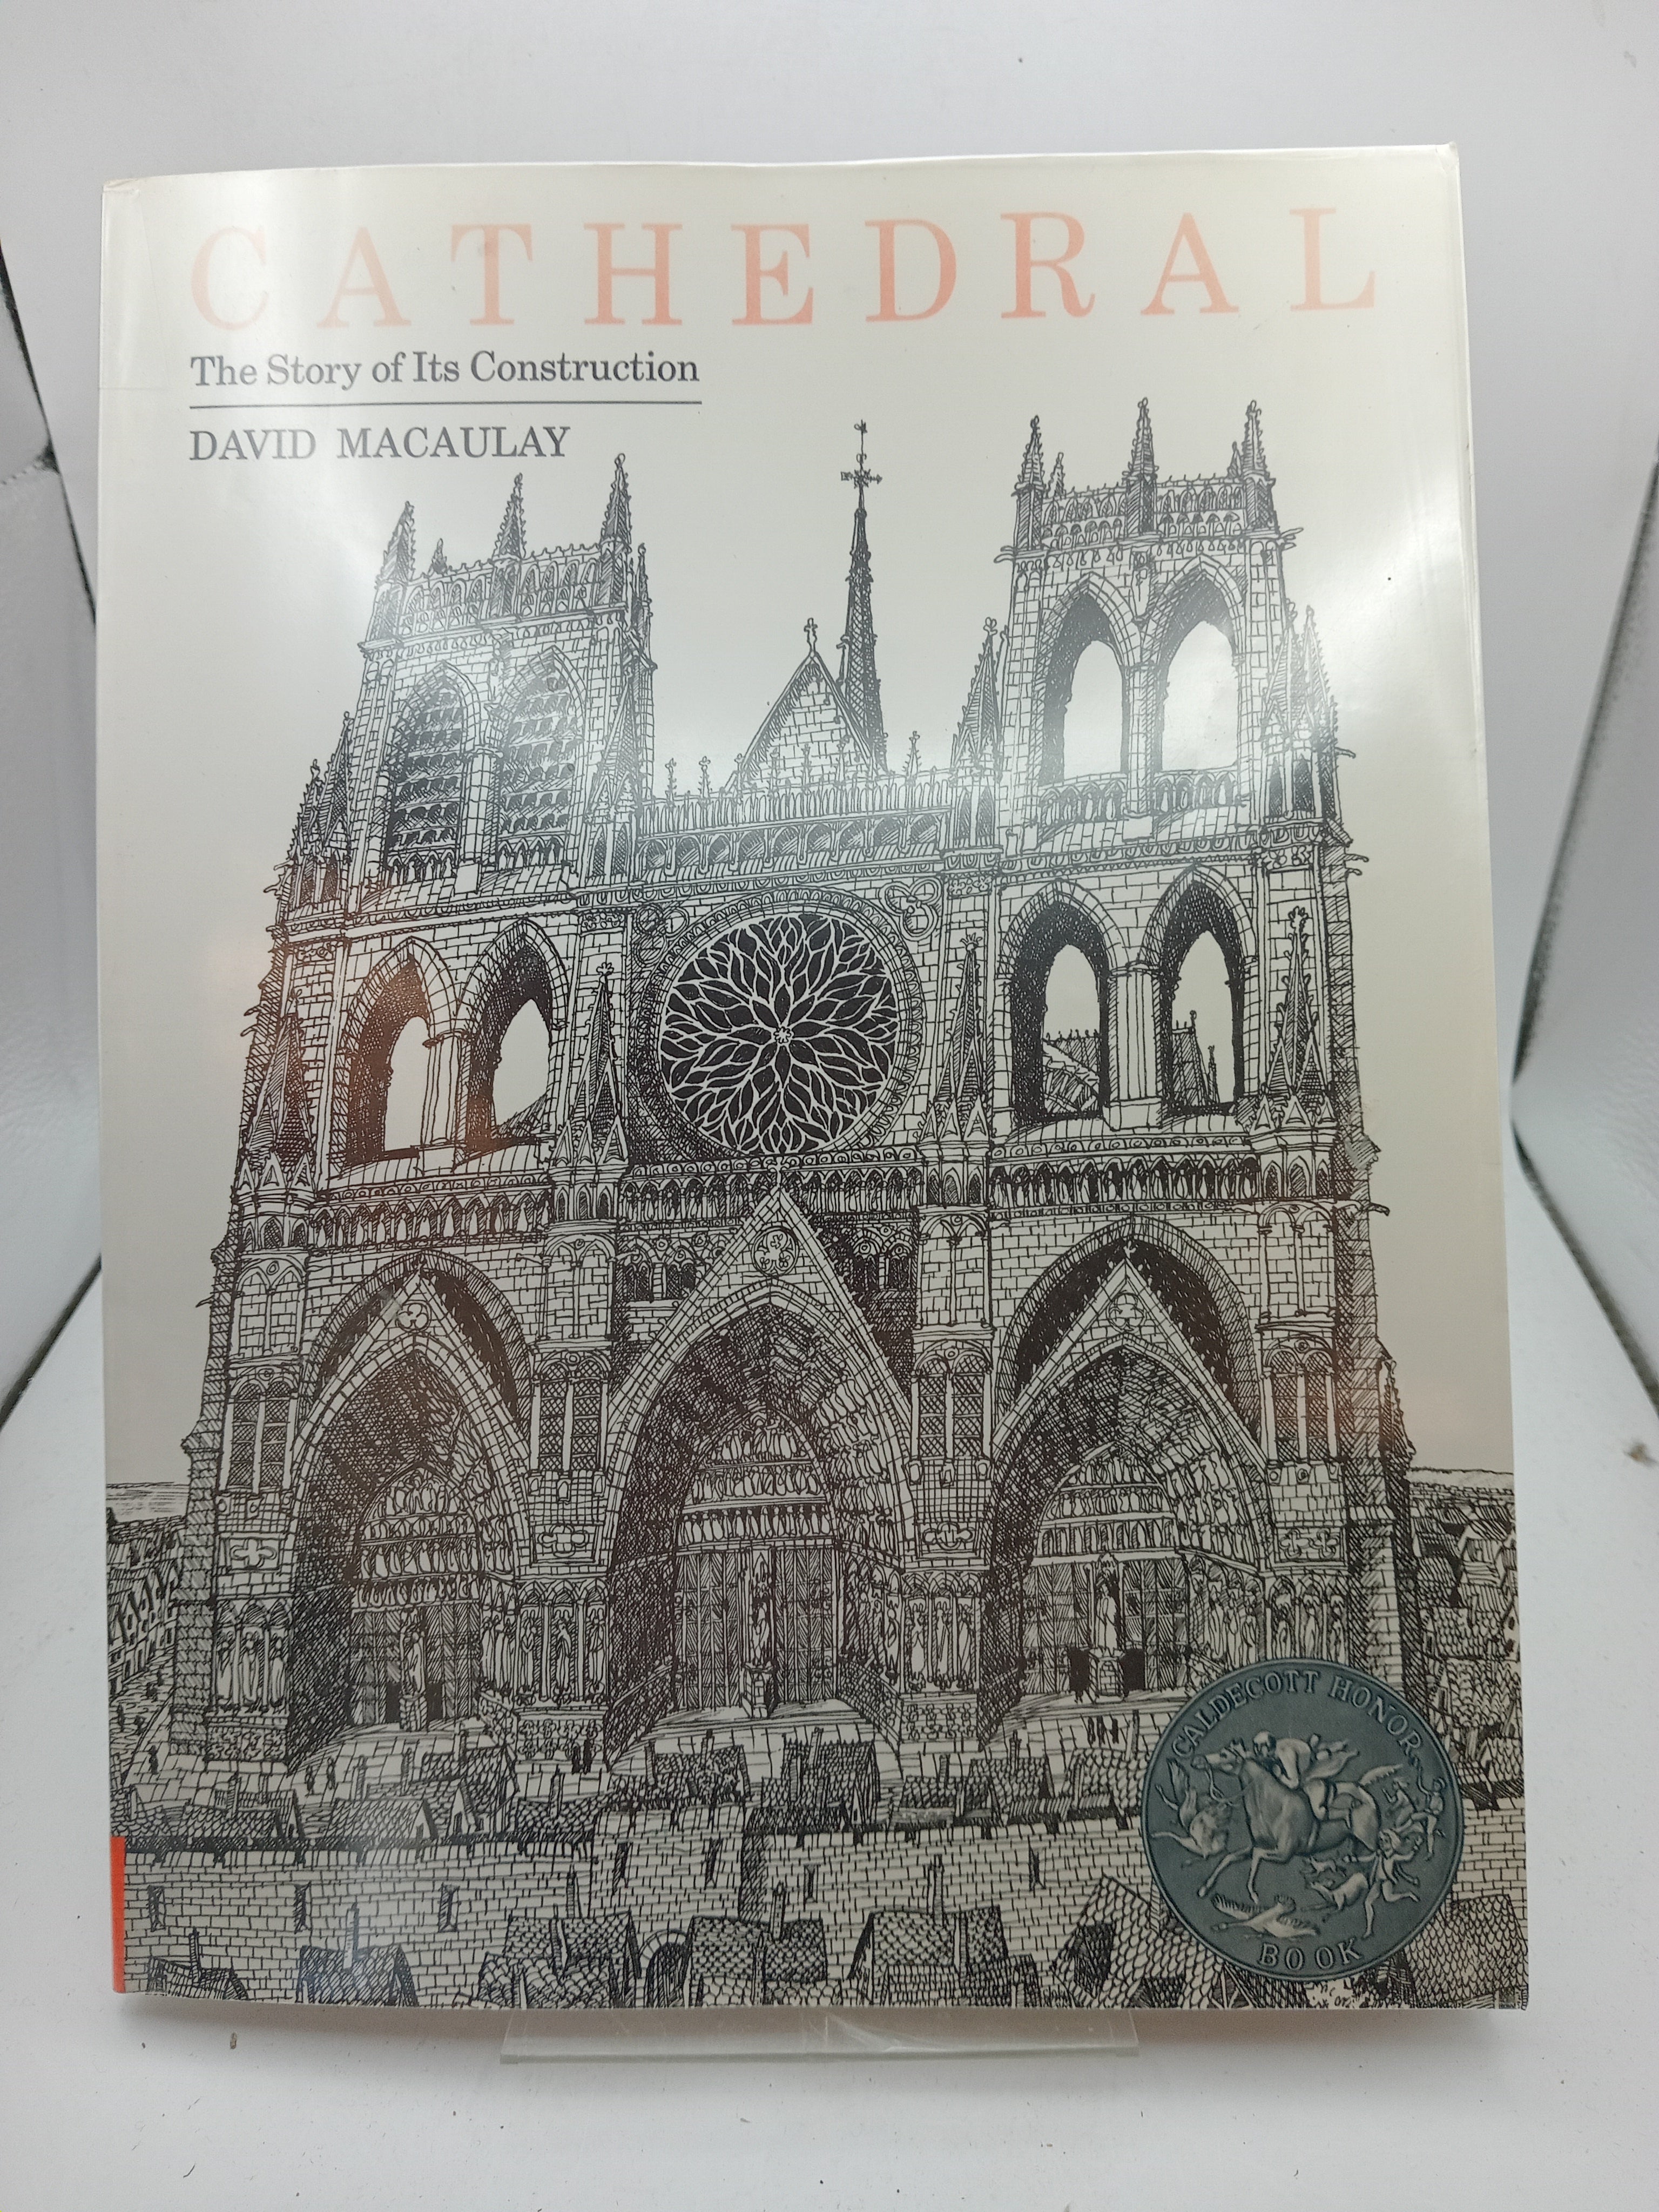 CATHEDRAL
The Story of Its Construction
DAVID MACAULAY
CALDECOTT HONOR
BOOK